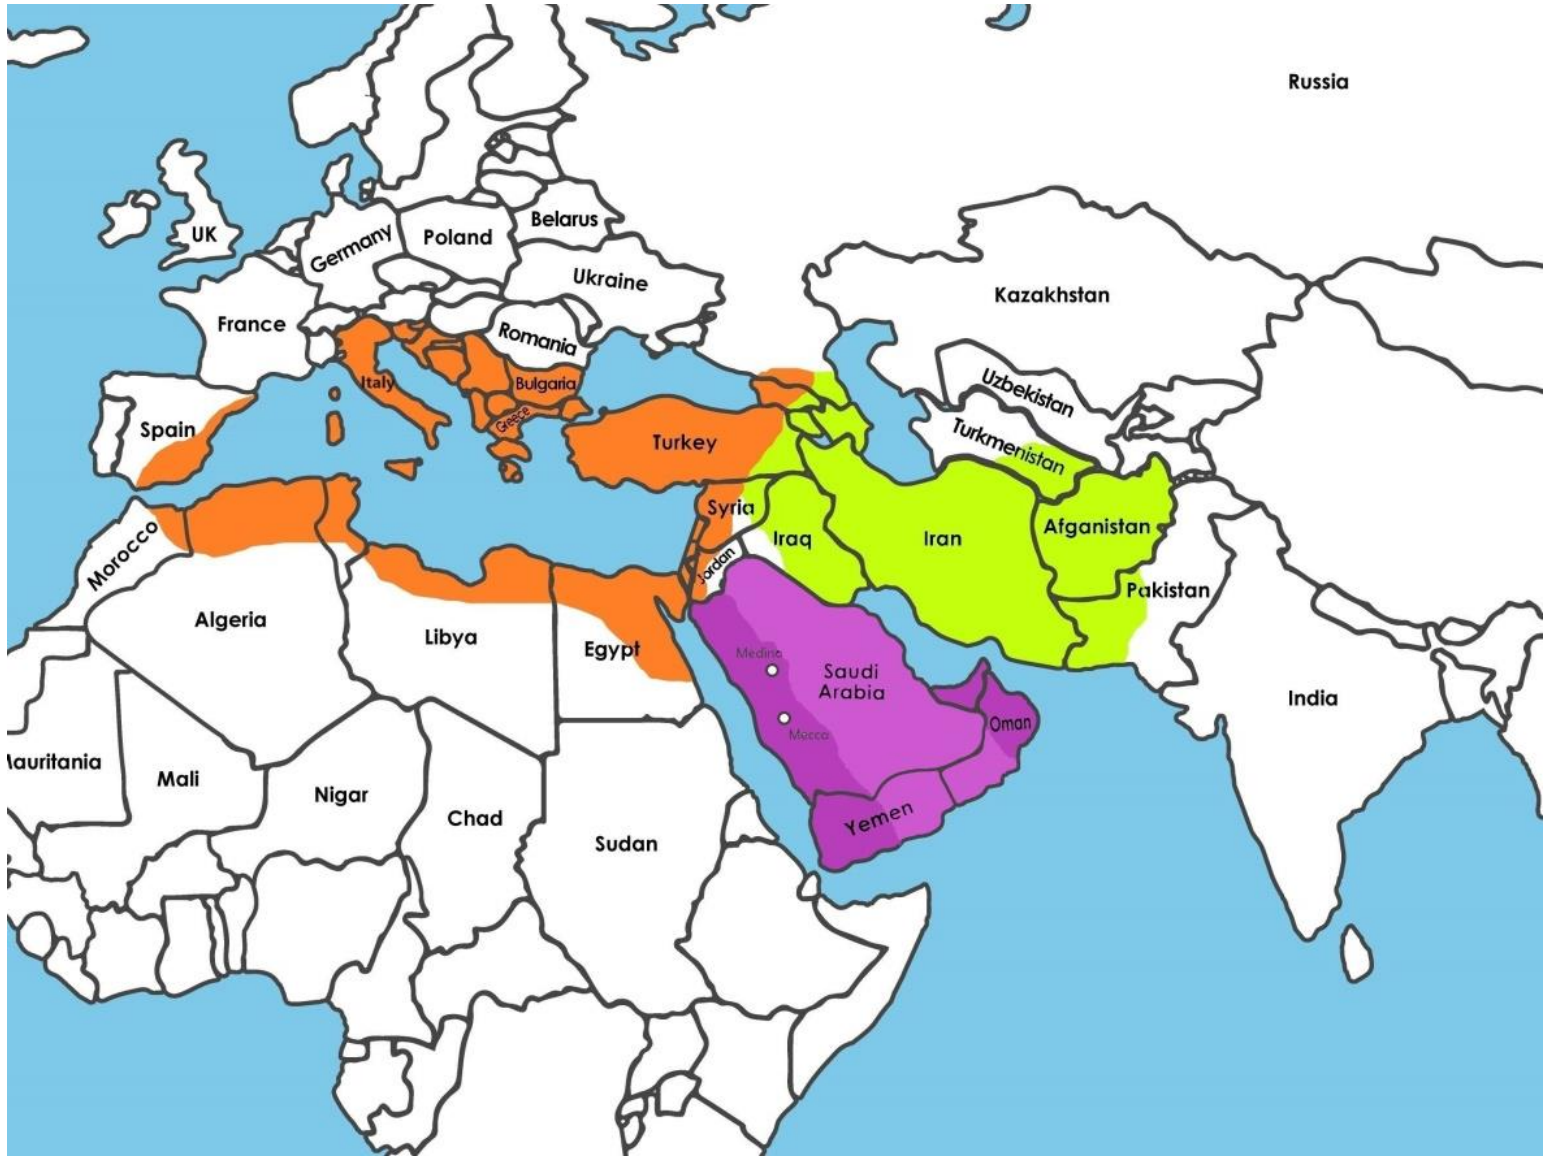 Russia
UK
Germany
Poland
Belarus
Ukraine
France
Romania
Kazakhstan
Italy
Bulgaria
Greece
Spain
Turkey
Uzbekistan
Turkmenistan
Morocco
Syria
Iraq
Iran
Afganistan
Jordan
Pakistan
Algeria
Libya
Egypt
Medina
Saudi
Arabia
Mecca
Oman
India
auritania
Mali
Nigar
Chad
Sudan
Yemen